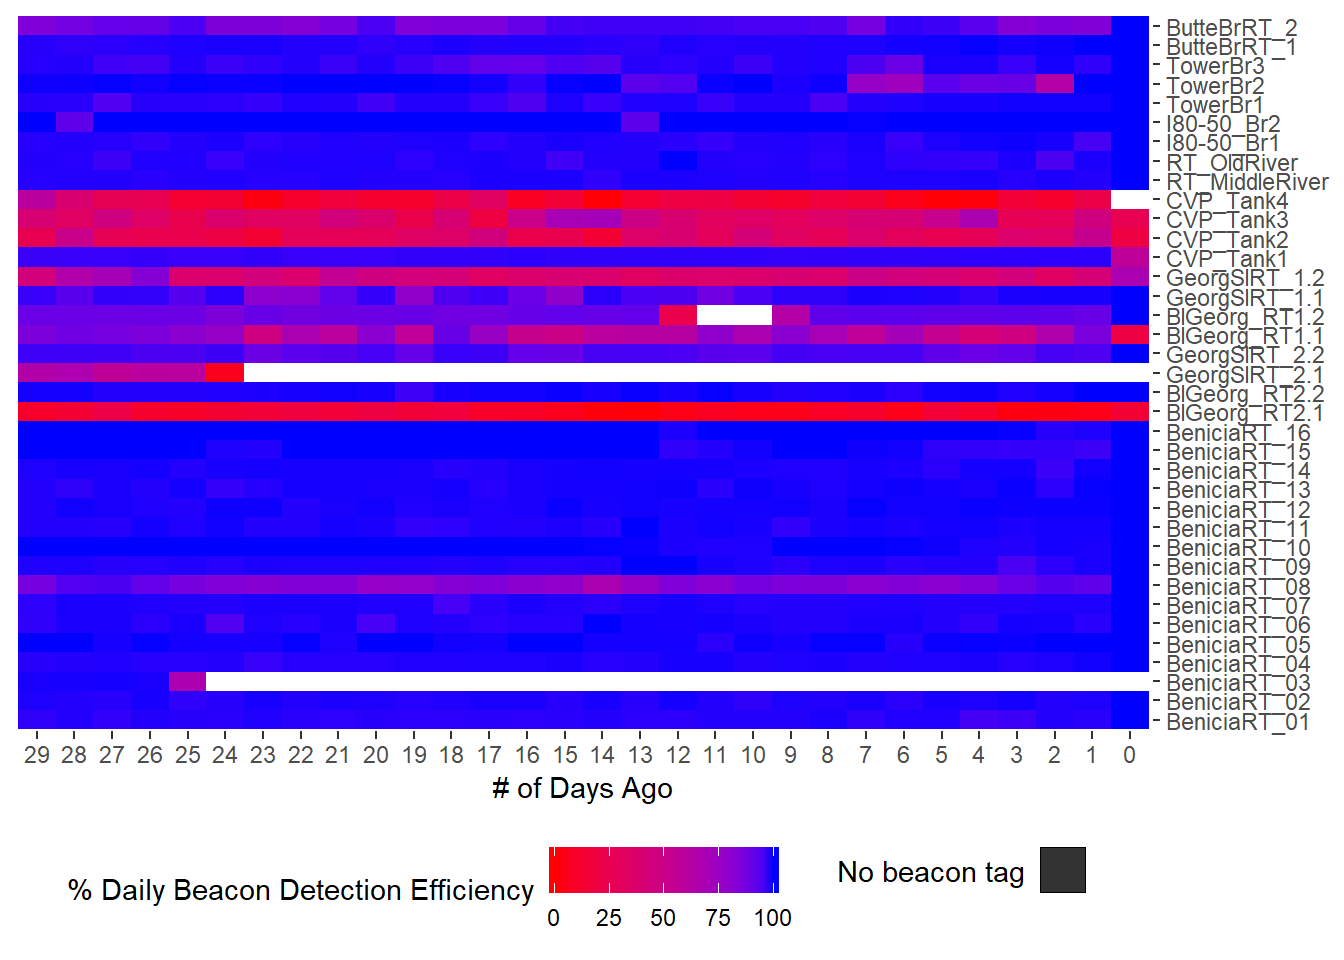 ButteBrRT_2
ButteBrRT_1
TowerBr3
TowerBr2
TowerBr1
I80-50_Br2
I80-50_Br1
RT_OldRiver
RT_MiddleRiver
CVP_Tank4
CVP_Tank3
CVP_Tank2
CVP_Tank1
GeorgSlRT_1.2
GeorgSlRT_1.1
BlGeorg_RT1.2
BlGeorg_RT1.1
GeorgSlRT_2.2
GeorgSlRT_2.1
BlGeorg_RT2.2
BlGeorg_RT2.1
BeniciaRT_16
BeniciaRT_15
BeniciaRT_14
BeniciaRT_13
BeniciaRT_12
BeniciaRT_11
BeniciaRT_10
BeniciaRT_09
BeniciaRT_08
BeniciaRT_07
BeniciaRT_06
BeniciaRT_05
BeniciaRT_04
BeniciaRT_03
BeniciaRT_02
BeniciaRT_01
29 28 27 26 25 24 23 22 21 20 19 18 17 16 15 14 13 12 11 10 9 8 7 6 5 4 3 2 1 0
# of Days Ago
% Daily Beacon Detection Efficiency
0 25 50 75 100
No beacon tag